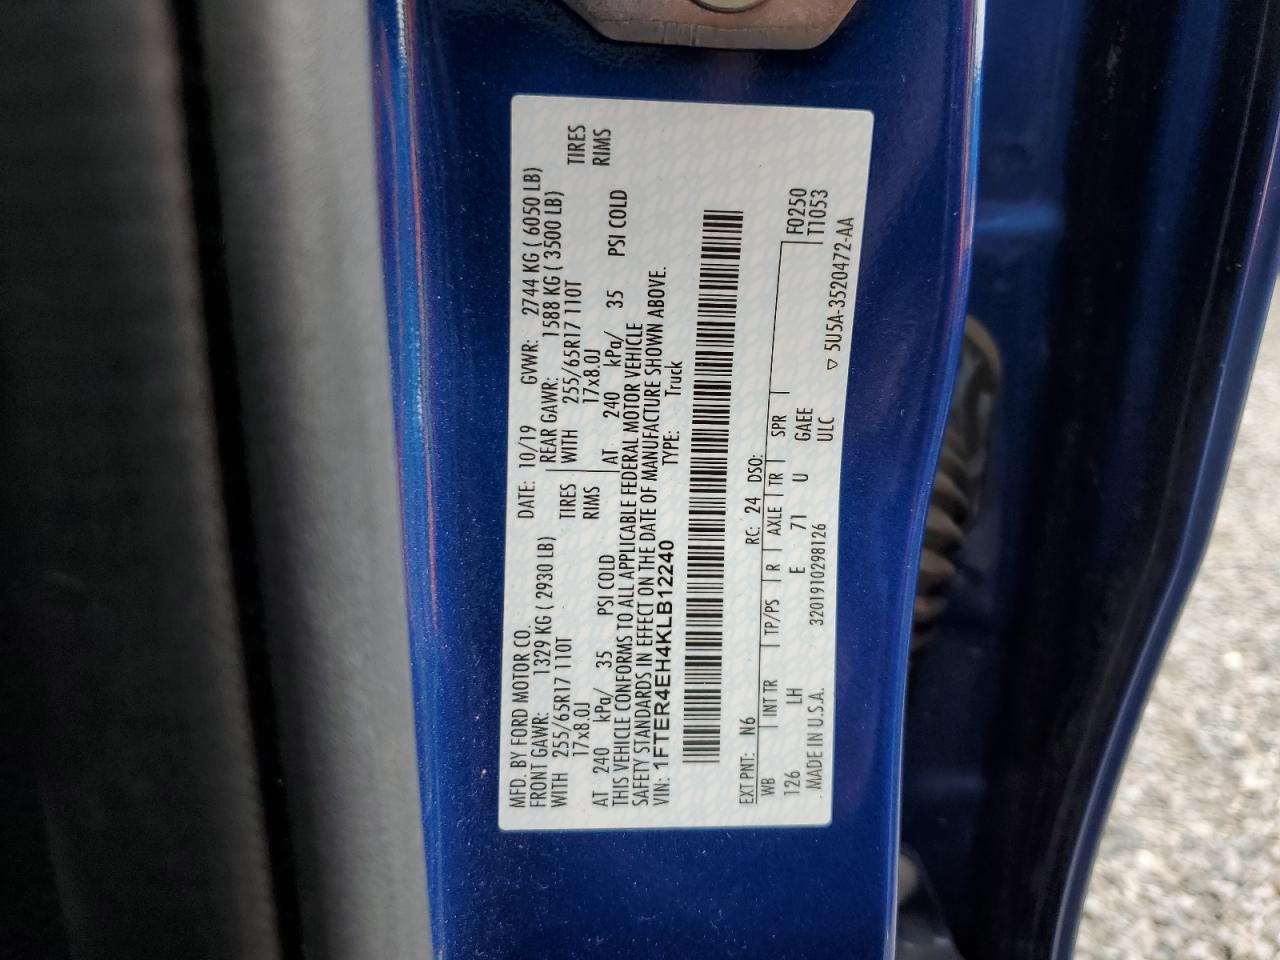 MFD. BY FORD MOTOR CO.
DATE: 10/19 GVWR: 2744 KG ( 6050 LB)
FRONT GAWR: 1329 KG ( 2930 LB) REAR GAWR: 1588 KG ( 3500 LB)
WITH 255/65R17 110T TIRES WITH 255/65R17 110T TIRES
17x8.0J RIMS 17x8.0J RIMS
AT 240 kPa/ 35 PSI COLD AT 240 kPa/ 35 PSI COLD
THIS VEHICLE CONFORMS TO ALL APPLICABLE FEDERAL MOTOR VEHICLE
SAFETY STANDARDS IN EFFECT ON THE DATE OF MANUFACTURE SHOWN ABOVE.
VIN: 1FTER4EH4KLB12240 TYPE: Truck
EXT PNT: N6 RC: 24 DSO:
WB INT TR TP/PS R AXLE TR SPR F0250
126 LH E 71 U GAEE T1053
MADE IN U.S.A. 3201910298126 ULC
▽ 5U5A-3520472-AA